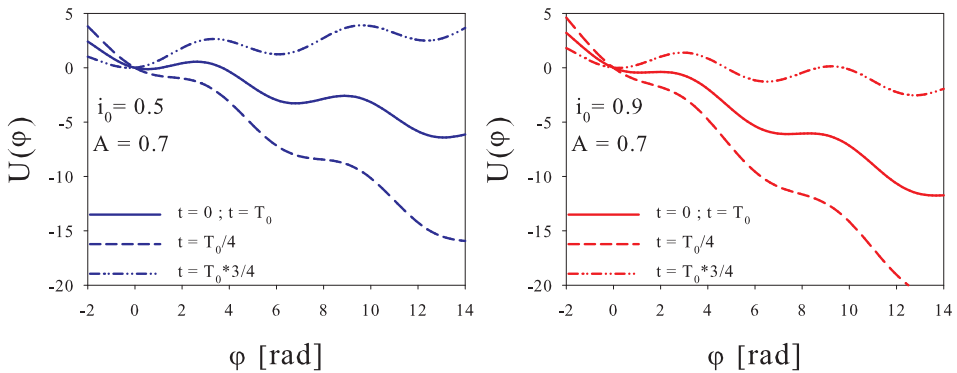 5
0
-5
-10
-15
-20
U(φ)
i₀= 0.5
A = 0.7
t = 0 ; t = T₀
t = T₀/4
t = T₀*3/4
-2 0 2 4 6 8 10 12 14
φ [rad]
5
0
-5
-10
-15
-20
U(φ)
i₀= 0.9
A = 0.7
t = 0 ; t = T₀
t = T₀/4
t = T₀*3/4
-2 0 2 4 6 8 10 12 14
φ [rad]